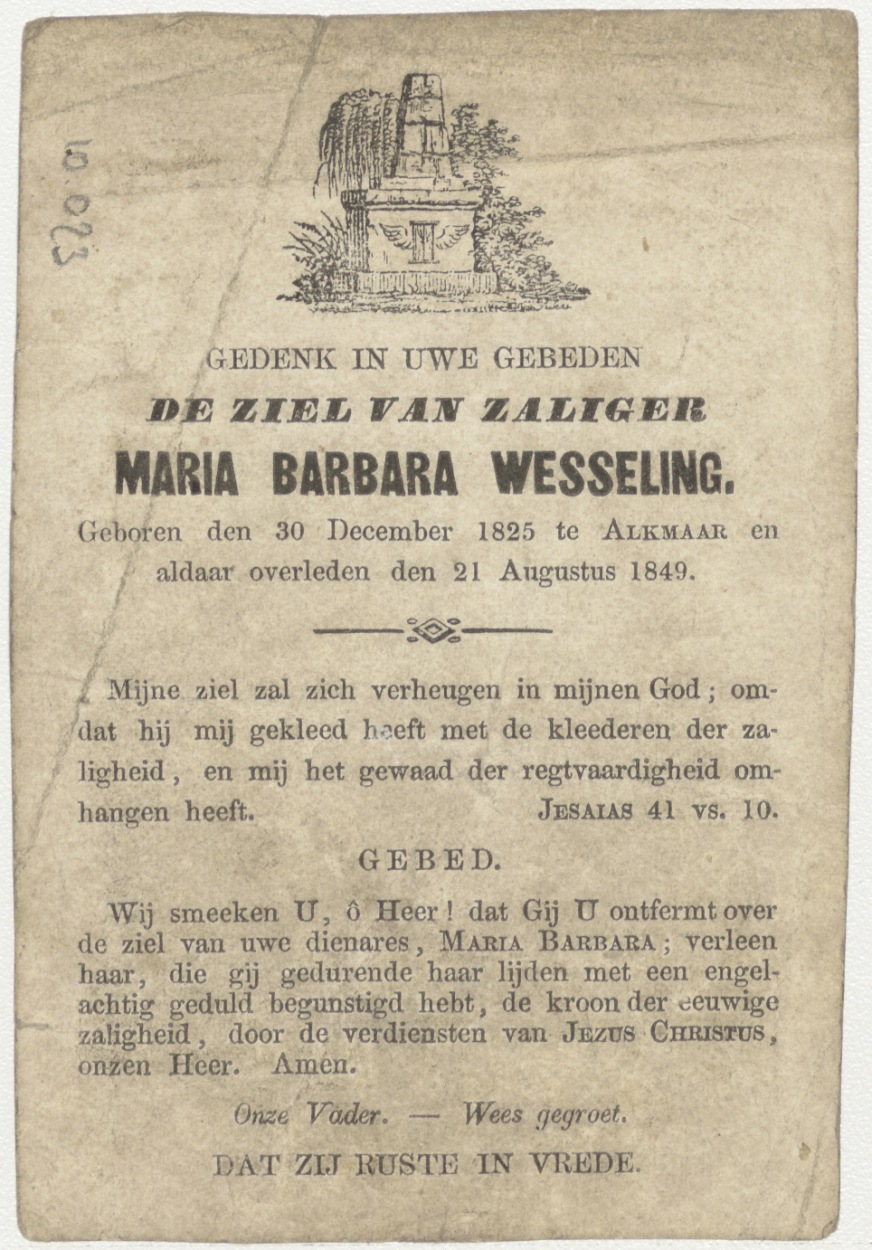 10.023
GEDENK IN UWE GEBEDEN
DE ZIEL VAN ZALIGER
MARIA BARBARA WESSELING.
Geboren den 30 December 1825 te ALKMAAR en
aldaar overleden den 21 Augustus 1849.
Mijne ziel zal zich verheugen in mijnen God; om-
dat hij mij gekleed heeft met de kleederen der za-
ligheid, en mij het gewaad der regtvaardigheid om-
hangen heeft. JESAIAS 41 VS. 10.
GEBED.
Wij smeeken U, ô Heer! dat Gij U ontfermt over
de ziel van uwe dienares, MARIA BARBARA; verleen
haar, die gij gedurende haar lijden met een engel-
achtig geduld begunstigd hebt, de kroon der eeuwige
zaligheid, door de verdiensten van JEZUS CHRISTUS,
onzen Heer. Amen.
Onze Vader. — Wees gegroet.
DAT ZIJ RUSTE IN VREDE.